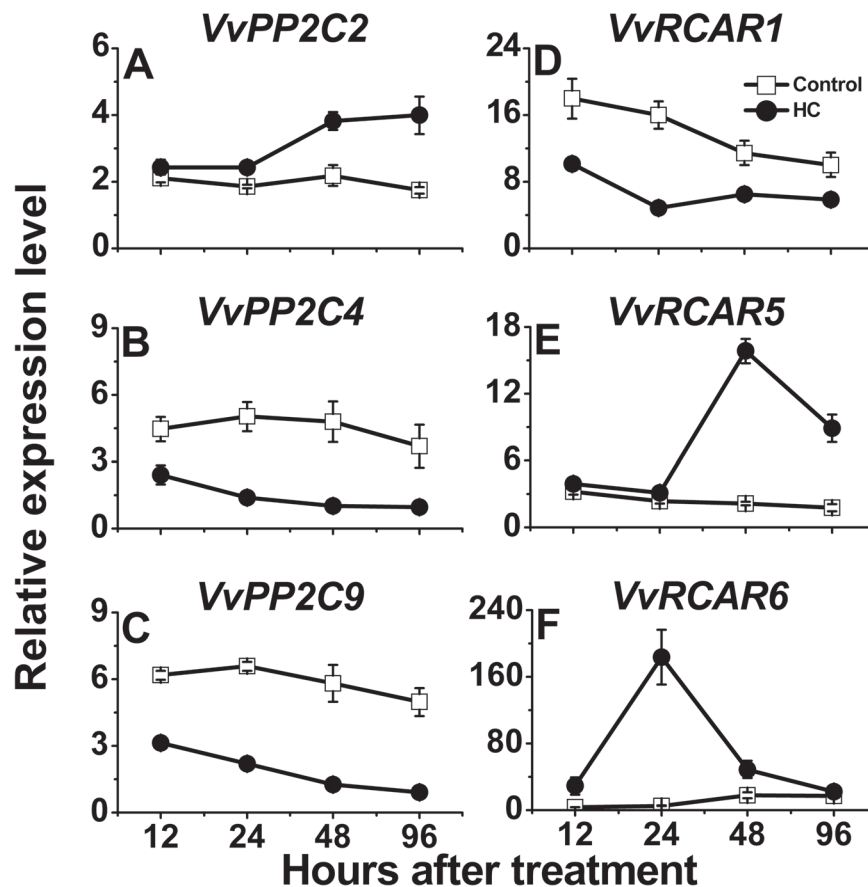 VvPP2C2
VvRCAR1
A
6
4
2
0
D
24
16
8
0
Control
HC
VvPP2C4
VvRCAR5
B
9
6
3
0
E
18
12
6
0
VvPP2C9
VvRCAR6
C
9
6
3
0
F
240
160
80
0
12 24 48 96
12 24 48 96
Relative expression level
Hours after treatment